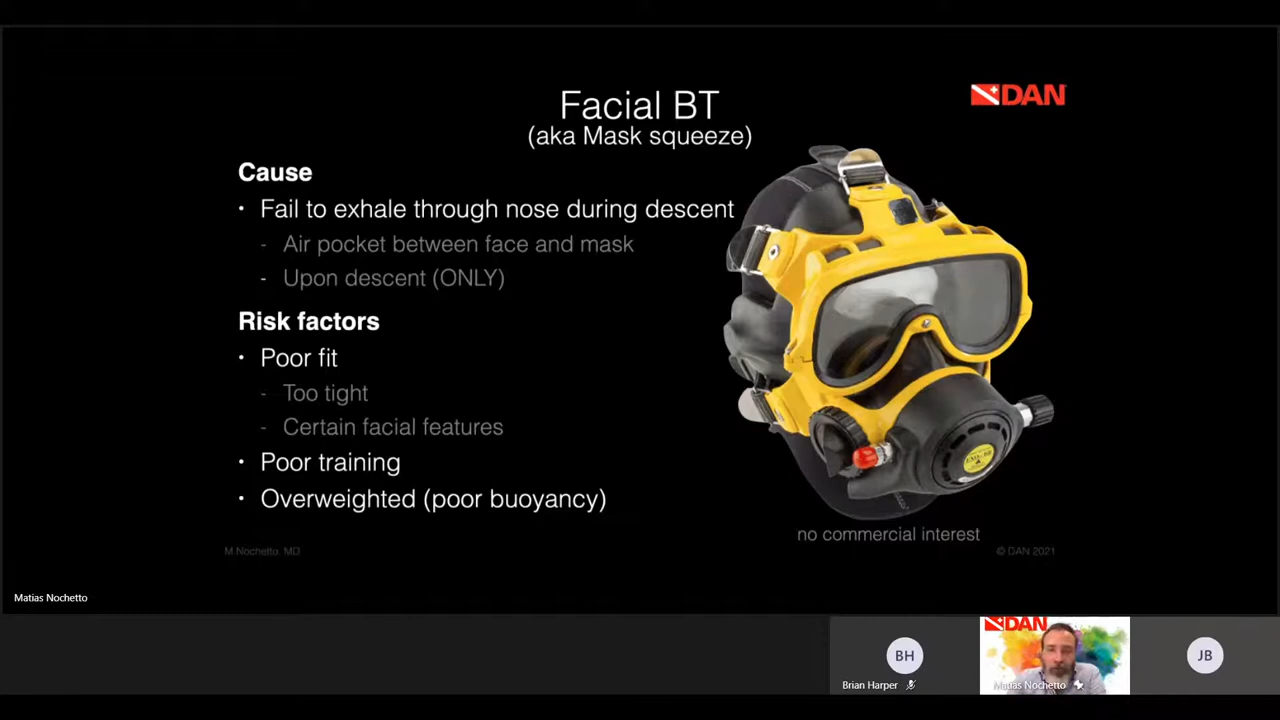 Facial BT
(aka Mask squeeze)
DAN
Cause
• Fail to exhale through nose during descent
- Air pocket between face and mask
- Upon descent (ONLY)
Risk factors
• Poor fit
- Too tight
- Certain facial features
• Poor training
• Overweighted (poor buoyancy)
no commercial interest
M Nochetto, MD
© DAN 2021
Matias Nochetto
DAN
BH
JB
Brian Harper
Matias Nochetto